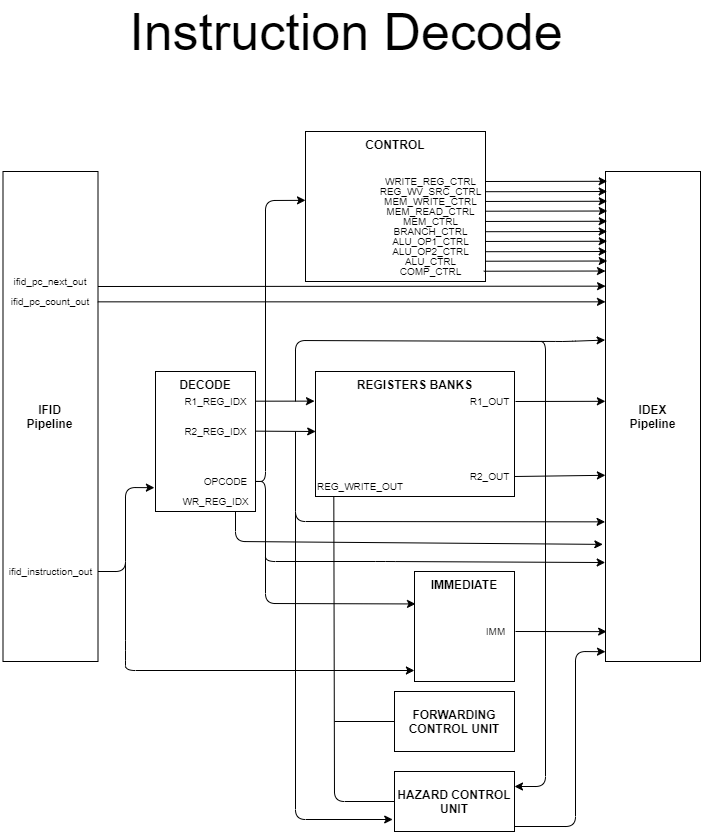 Instruction Decode
CONTROL
WRITE_REG_CTRL
REG_WV_SRC_CTRL
MEM_WRITE_CTRL
MEM_READ_CTRL
MEM_CTRL
BRANCH_CTRL
ALU_OP1_CTRL
ALU_OP2_CTRL
ALU_CTRL
COMP_CTRL
ifid_pc_next_out
ifid_pc_count_out
IFID
Pipeline
ifid_instruction_out
DECODE
R1_REG_IDX
R2_REG_IDX
OPCODE
WR_REG_IDX
REGISTERS BANKS
R1_OUT
R2_OUT
REG_WRITE_OUT
IDEX
Pipeline
IMMEDIATE
IMM
FORWARDING
CONTROL UNIT
HAZARD CONTROL
UNIT